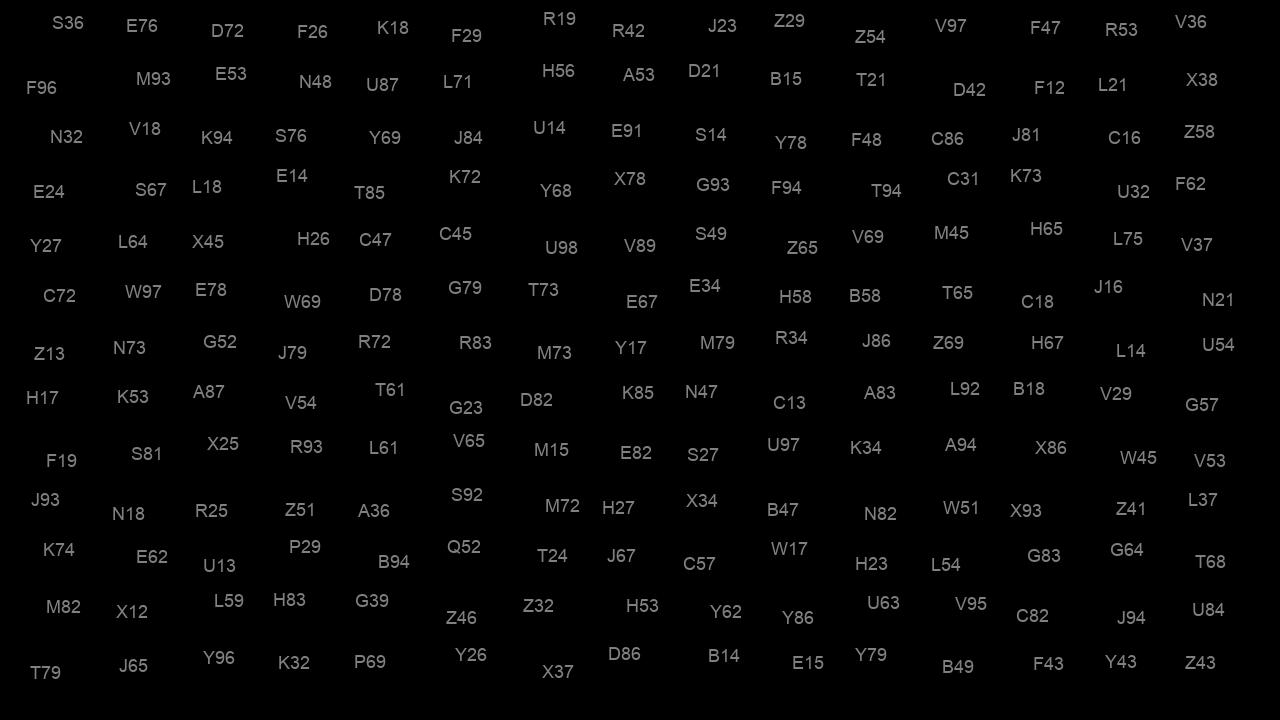 S36 E76 D72 F26 K18 F29 R19 R42 J23 Z29 Z54 V97 F47 R53 V36
F96 M93 E53 N48 U87 L71 H56 A53 D21 B15 T21 D42 F12 L21 X38
N32 V18 K94 S76 Y69 J84 U14 E91 S14 Y78 F48 C86 J81 C16 Z58
E24 S67 L18 E14 T85 K72 Y68 X78 G93 F94 T94 C31 K73 U32 F62
Y27 L64 X45 H26 C47 C45 U98 V89 S49 Z65 V69 M45 H65 L75 V37
C72 W97 E78 W69 D78 G79 T73 E67 E34 H58 B58 T65 C18 J16 N21
Z13 N73 G52 J79 R72 R83 M73 Y17 M79 R34 J86 Z69 H67 L14 U54
H17 K53 A87 V54 T61 G23 D82 K85 N47 C13 A83 L92 B18 V29 G57
F19 S81 X25 R93 L61 V65 M15 E82 S27 U97 K34 A94 X86 W45 V53
J93 N18 R25 Z51 A36 S92 M72 H27 X34 B47 N82 W51 X93 Z41 L37
K74 E62 U13 P29 B94 Q52 T24 J67 C57 W17 H23 L54 G83 G64 T68
M82 X12 L59 H83 G39 Z46 Z32 H53 Y62 Y86 U63 V95 C82 J94 U84
T79 J65 Y96 K32 P69 Y26 X37 D86 B14 E15 Y79 B49 F43 Y43 Z43